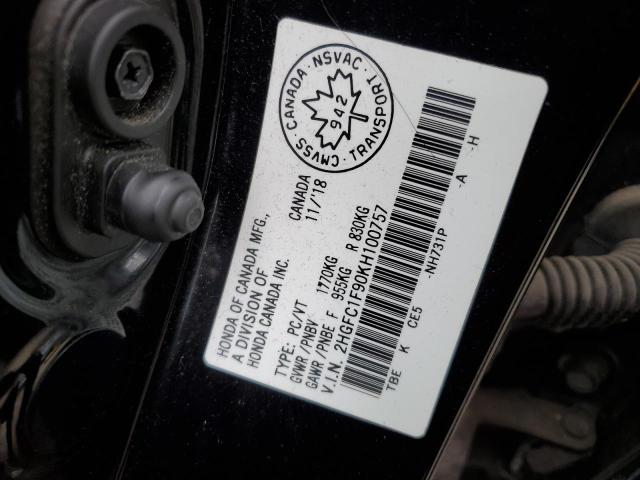 HONDA OF CANADA MFG.,
A DIVISION OF
HONDA CANADA INC.
CANADA
11/'18
TYPE: PC/VT
GVWR/PNBV 1770KG
GAWR/PNBE F 955KG R 830KG
V.I.N. 2HGFC1F90KH100757
TBE K CE5 -NH731P -A -H
CMVSS · CANADA · NSVAC · TRANSPORT ·
942